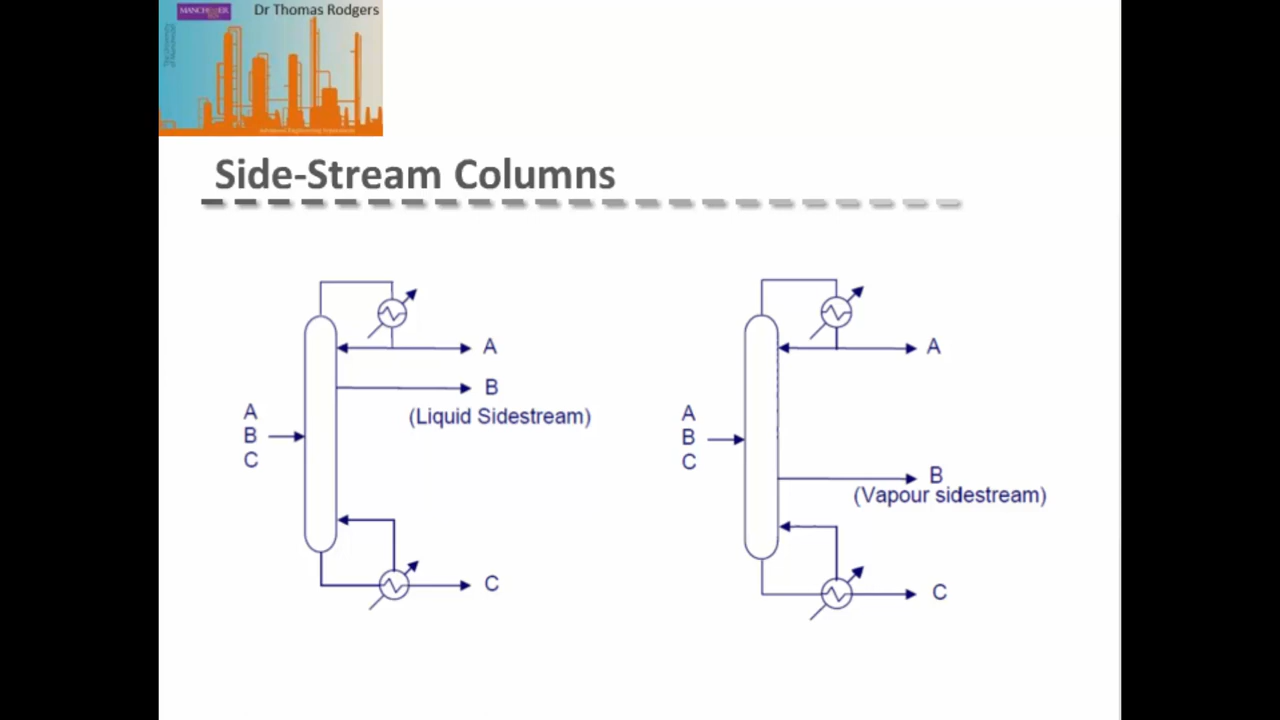 MANCHESTER
Dr Thomas Rodgers
Side-Stream Columns
A
B
(Liquid Sidestream)
A
B
C
C
A
A
B
C
B
(Vapour sidestream)
C